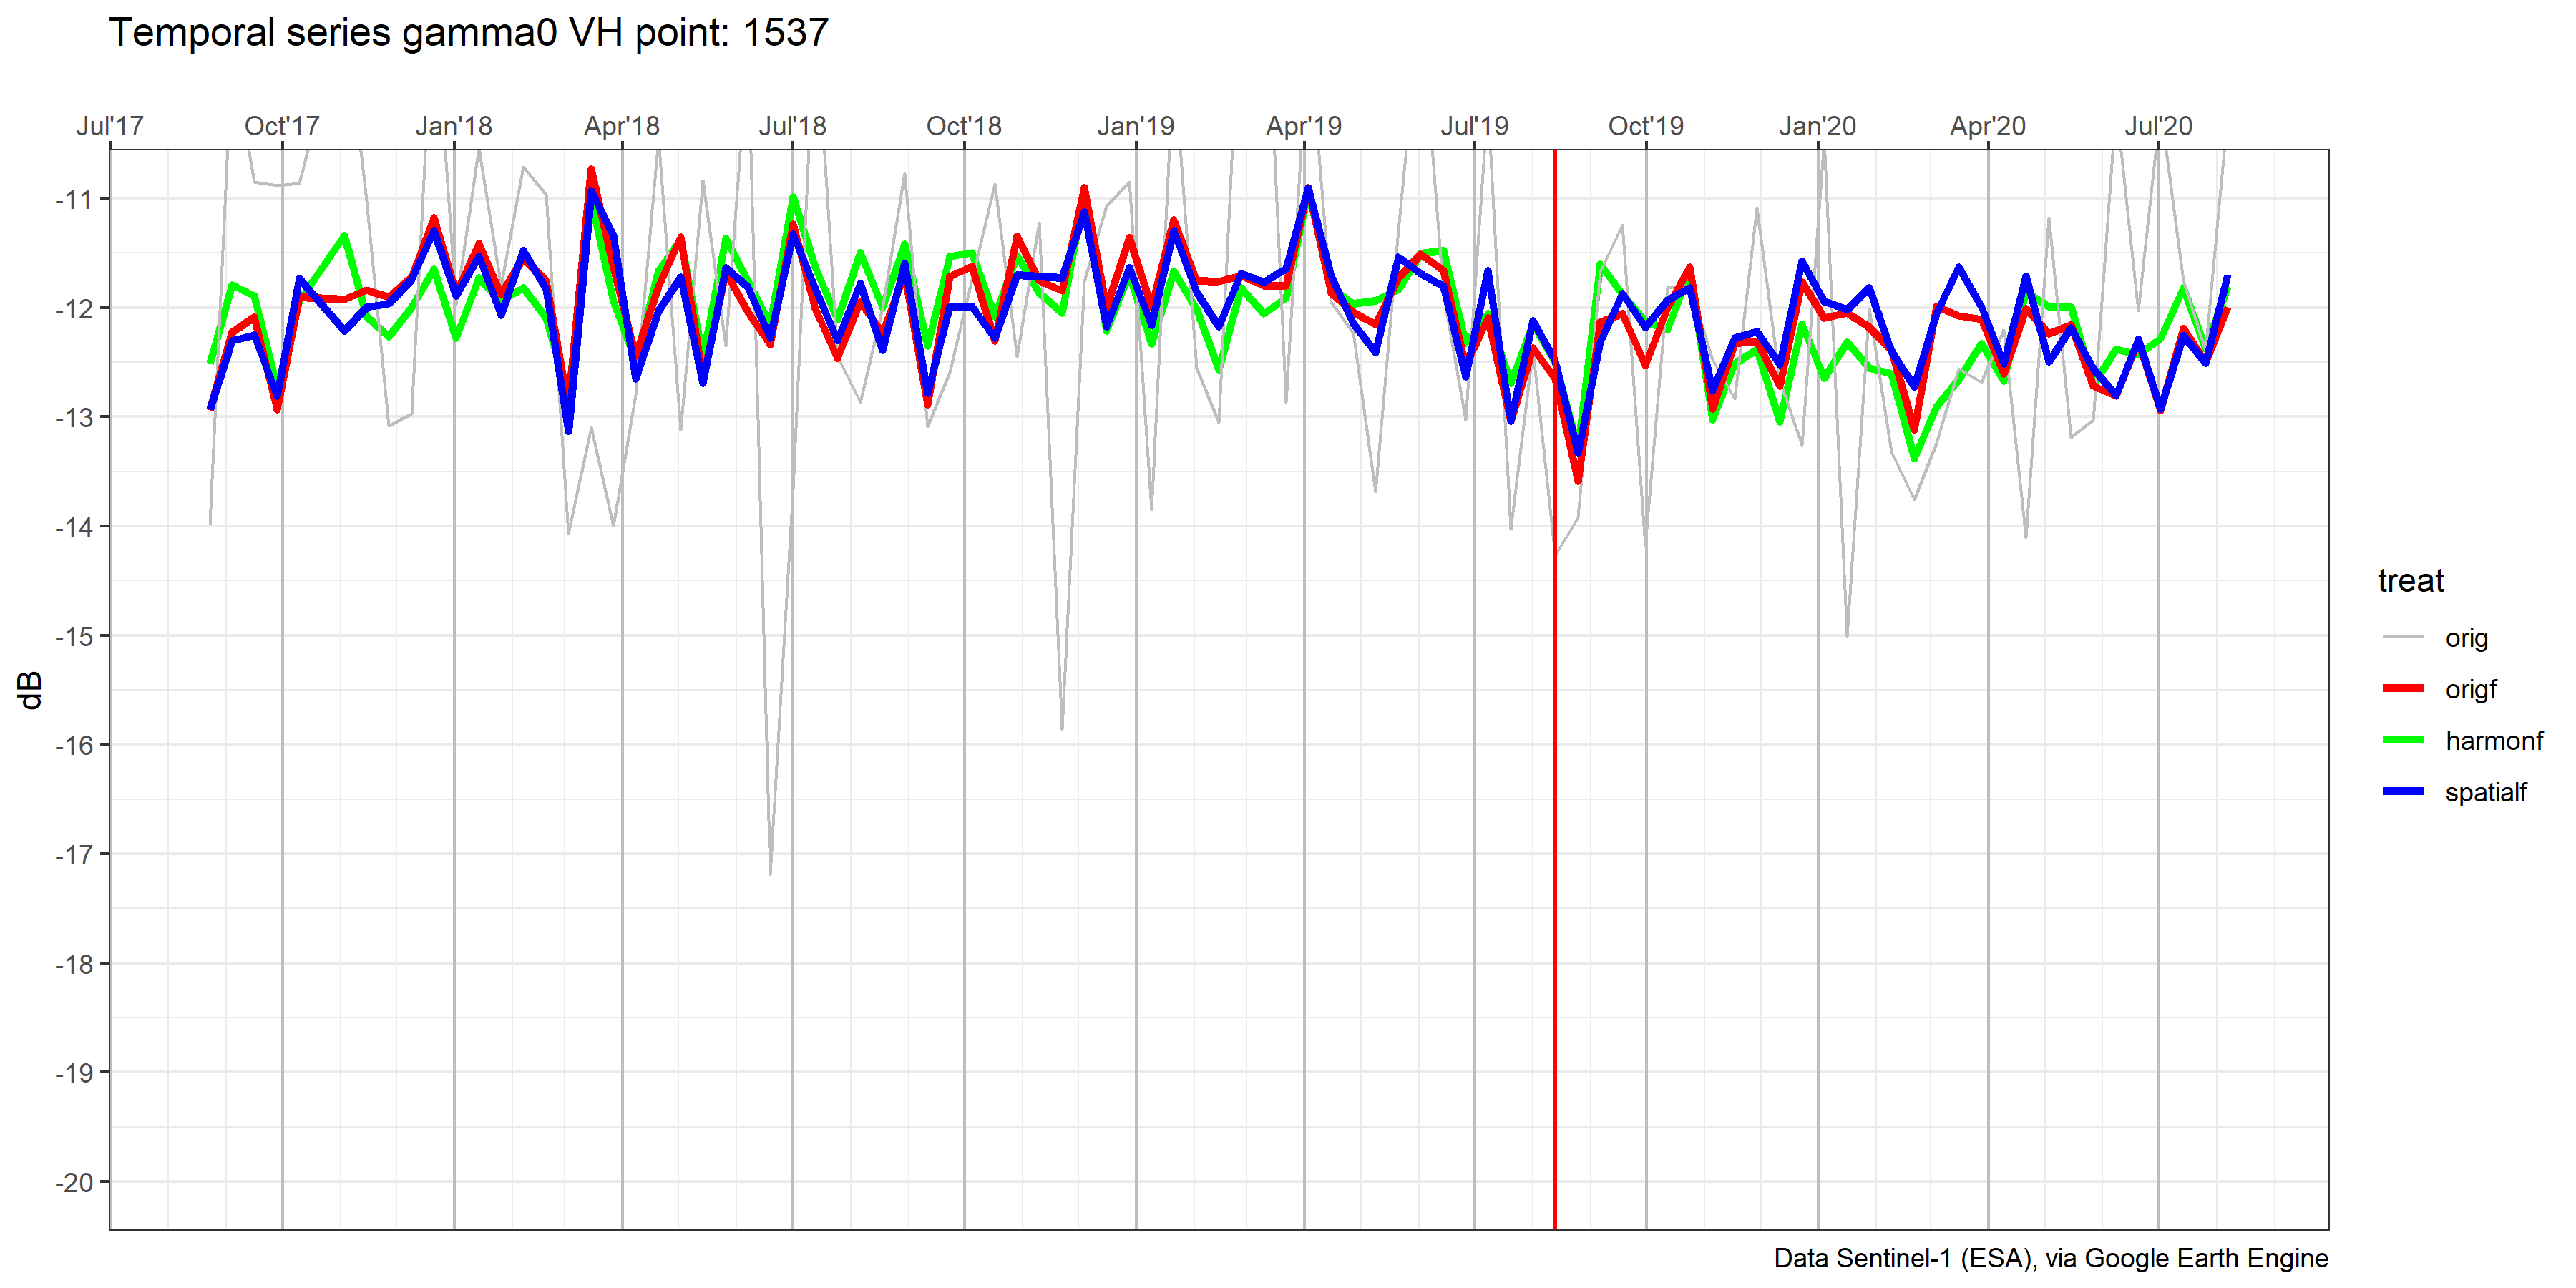 Temporal series gamma0 VH point: 1537
Jul'17 Oct'17 Jan'18 Apr'18 Jul'18 Oct'18 Jan'19 Apr'19 Jul'19 Oct'19 Jan'20 Apr'20 Jul'20
-11
-12
-13
-14
-15
-16
-17
-18
-19
-20
dB
treat
orig
origf
harmonf
spatialf
Data Sentinel-1 (ESA), via Google Earth Engine